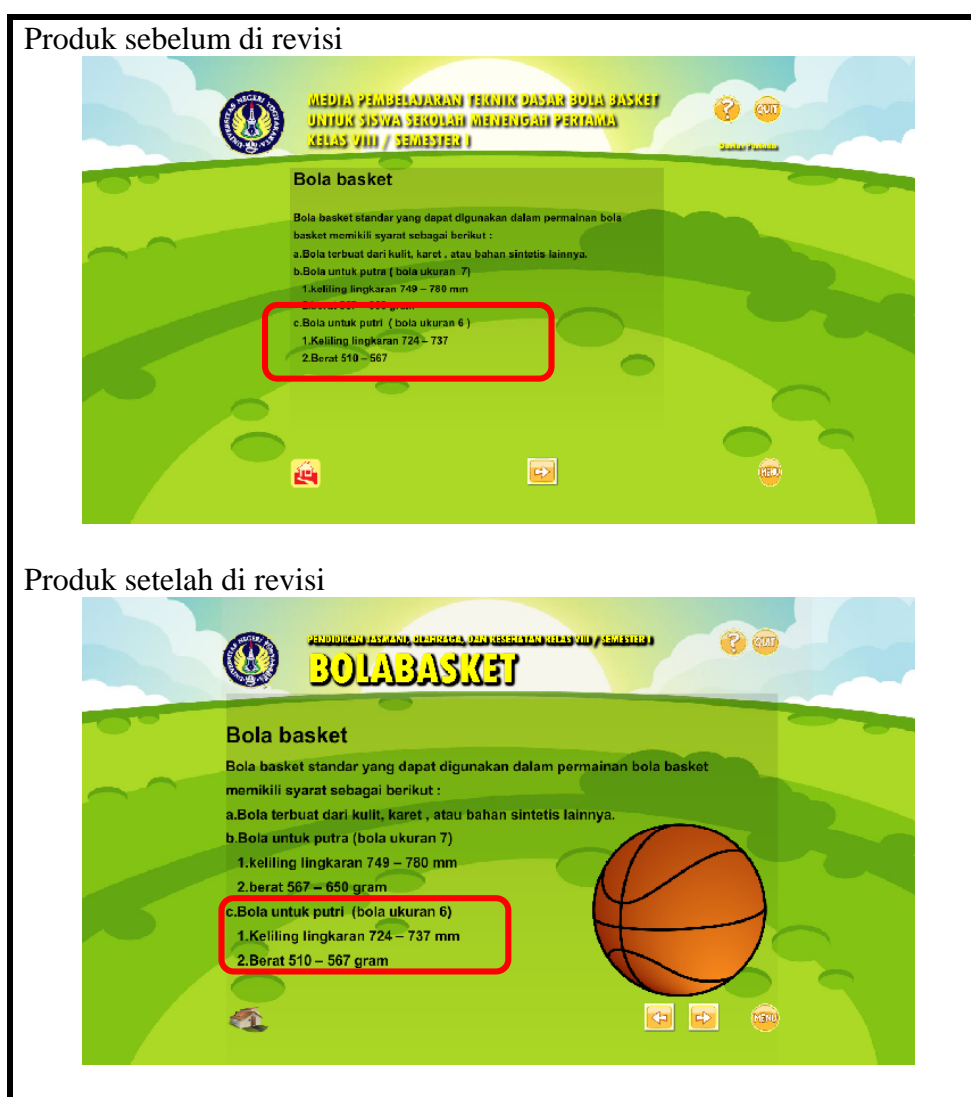 Produk sebelum di revisi
MEDIA PEMBELAJARAN TEKNIK DASAR BOLA BASKET
UNTUK SISWA SEKOLAH MENENGAH PERTAMA
KELAS VIII / SEMESTER I
? QUIT
Bola basket
Bola basket standar yang dapat digunakan dalam permainan bola
basket memikili syarat sebagai berikut :
a.Bola terbuat dari kulit, karet , atau bahan sintetis lainnya.
b.Bola untuk putra ( bola ukuran 7)
1.keliling lingkaran 749 – 780 mm
c.Bola untuk putri ( bola ukuran 6 )
1.Keliling lingkaran 724 – 737
2.Berat 510 – 567
MENU
Produk setelah di revisi
PENDIDIKAN JASMANI, OLAHRAGA, DAN KESEHATAN KELAS VIII / SEMESTER I
BOLABASKET
? QUIT
Bola basket
Bola basket standar yang dapat digunakan dalam permainan bola basket
memikili syarat sebagai berikut :
a.Bola terbuat dari kulit, karet , atau bahan sintetis lainnya.
b.Bola untuk putra (bola ukuran 7)
1.keliling lingkaran 749 – 780 mm
2.berat 567 – 650 gram
c.Bola untuk putri (bola ukuran 6)
1.Keliling lingkaran 724 – 737 mm
2.Berat 510 – 567 gram
MENU